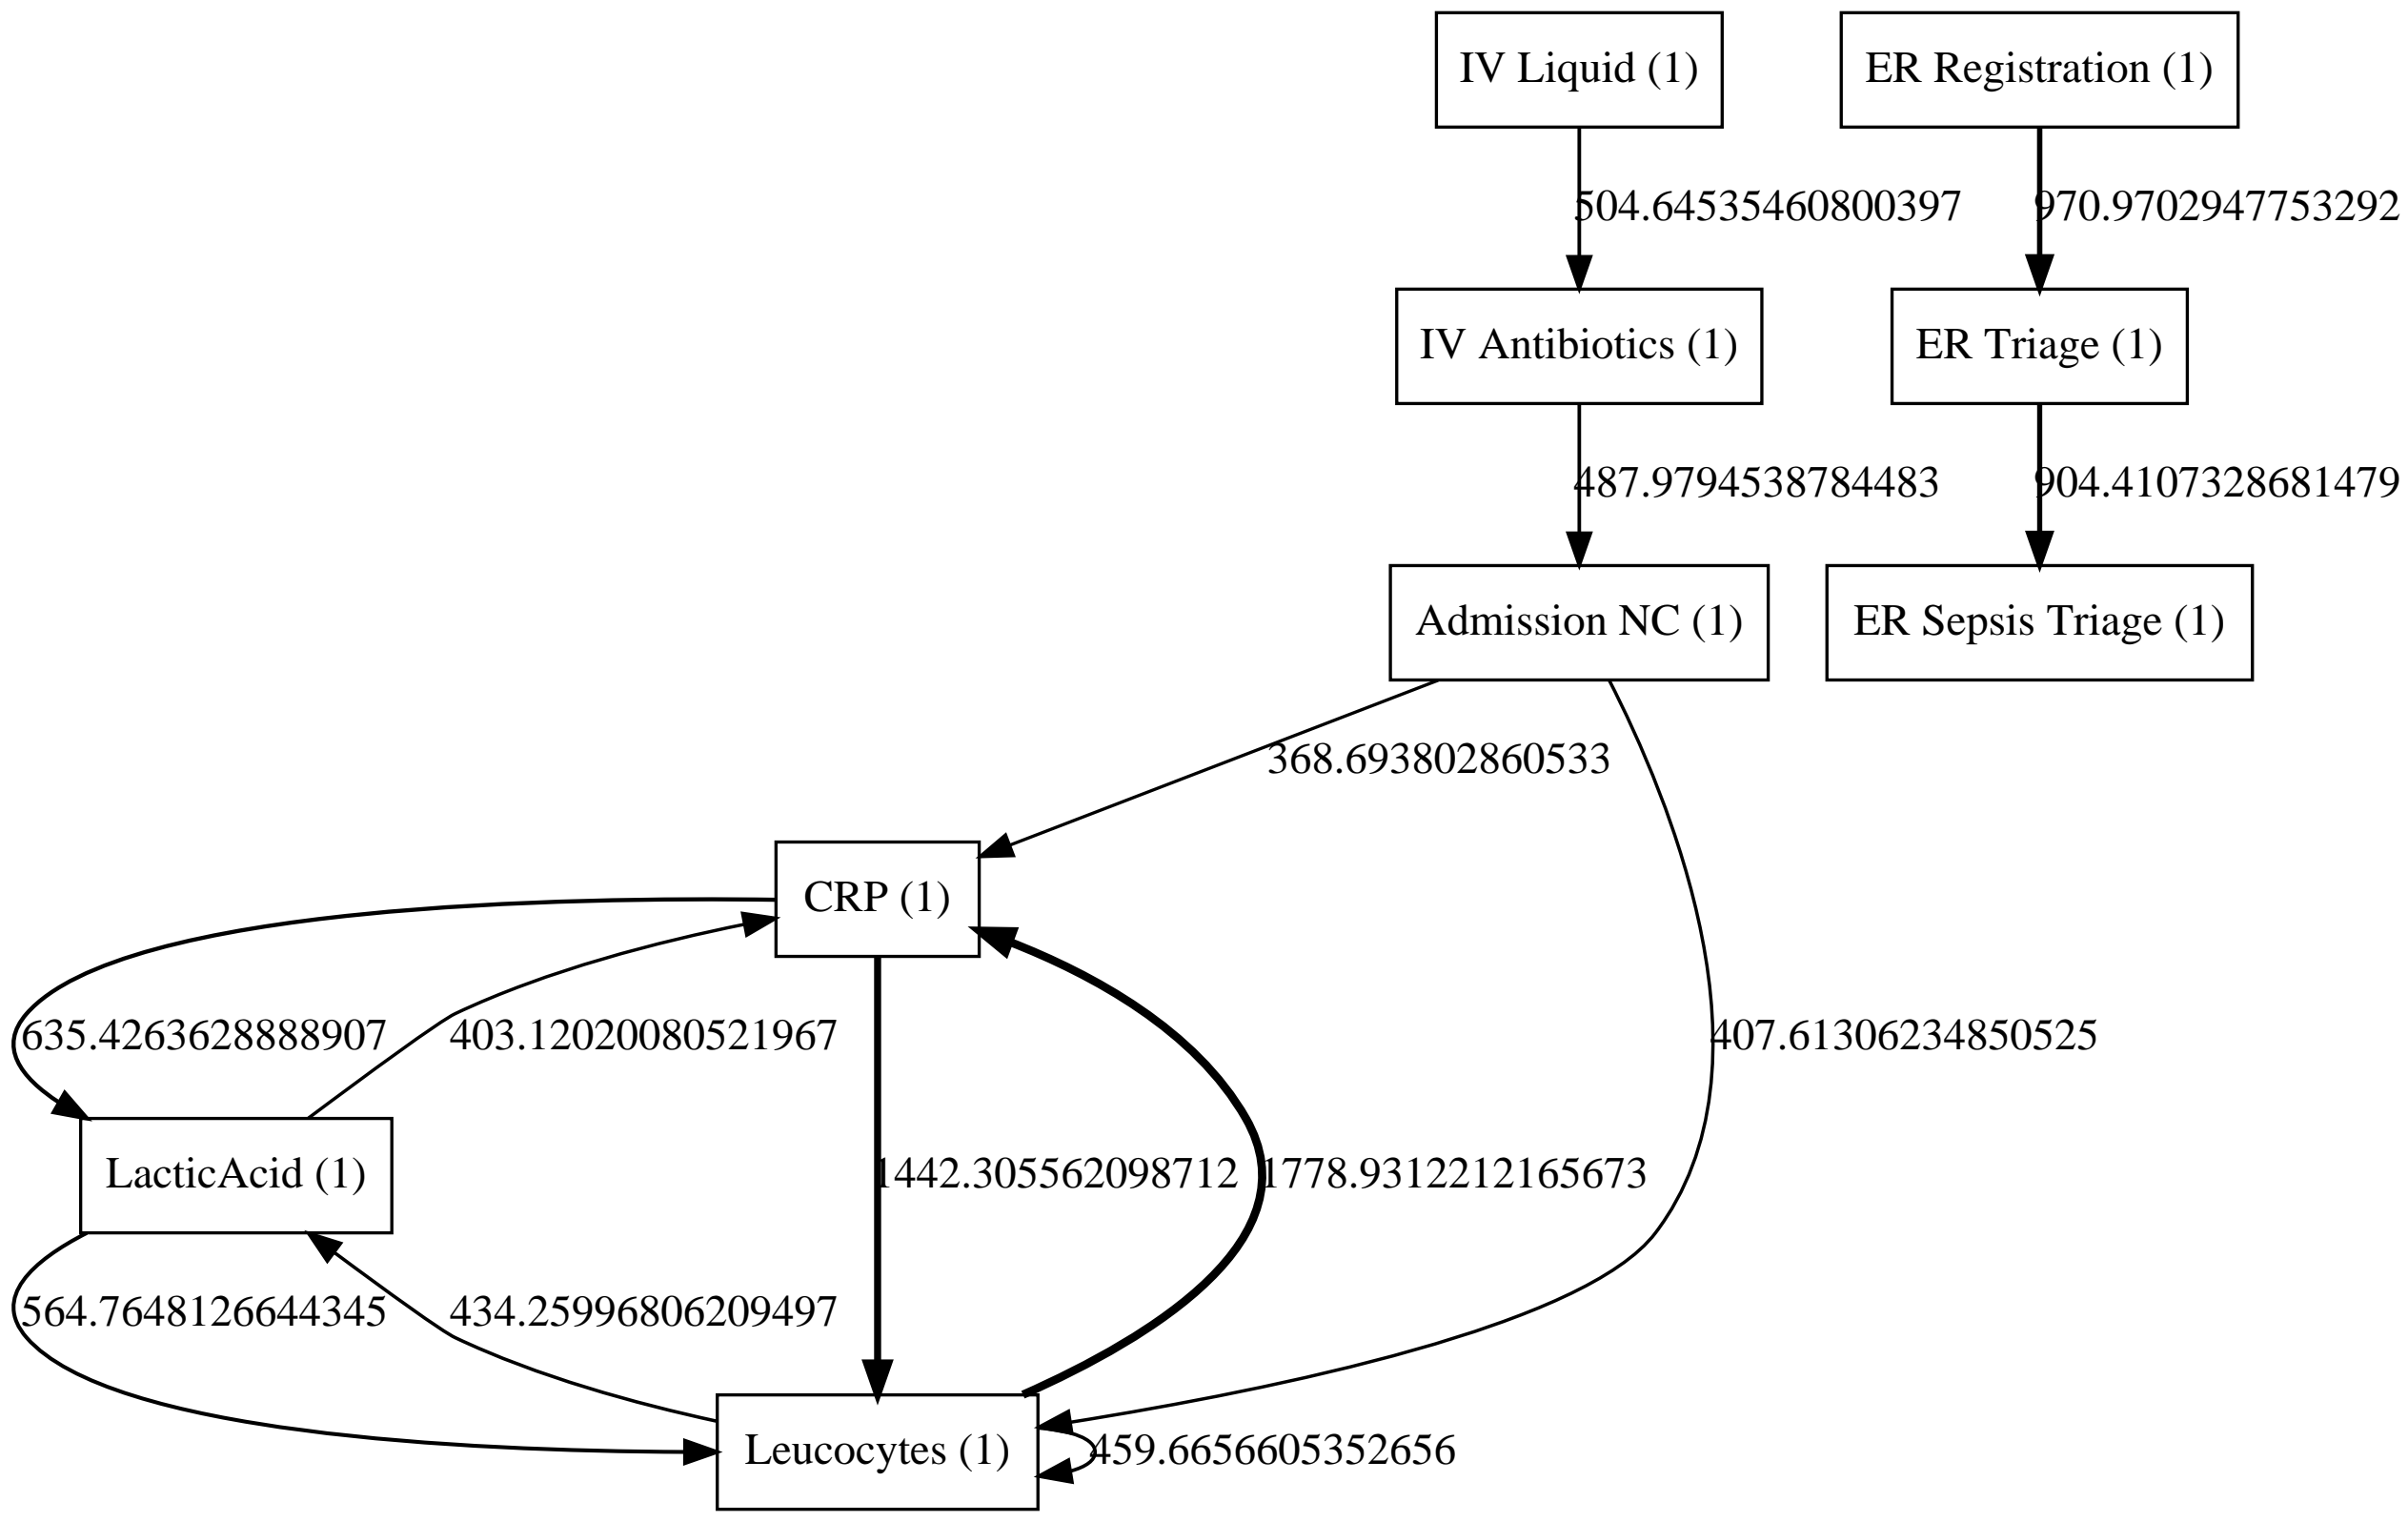 IV Liquid (1)
ER Registration (1)
504.64535460800397
970.9702947753292
IV Antibiotics (1)
ER Triage (1)
487.9794538784483
904.4107328681479
Admission NC (1)
ER Sepsis Triage (1)
368.693802860533
CRP (1)
635.4263628888907
403.12020080521967
407.61306234850525
LacticAcid (1)
1442.305562098712
1778.9312212165673
564.7648126644345
434.25996806209497
Leucocytes (1)
459.6656605352656